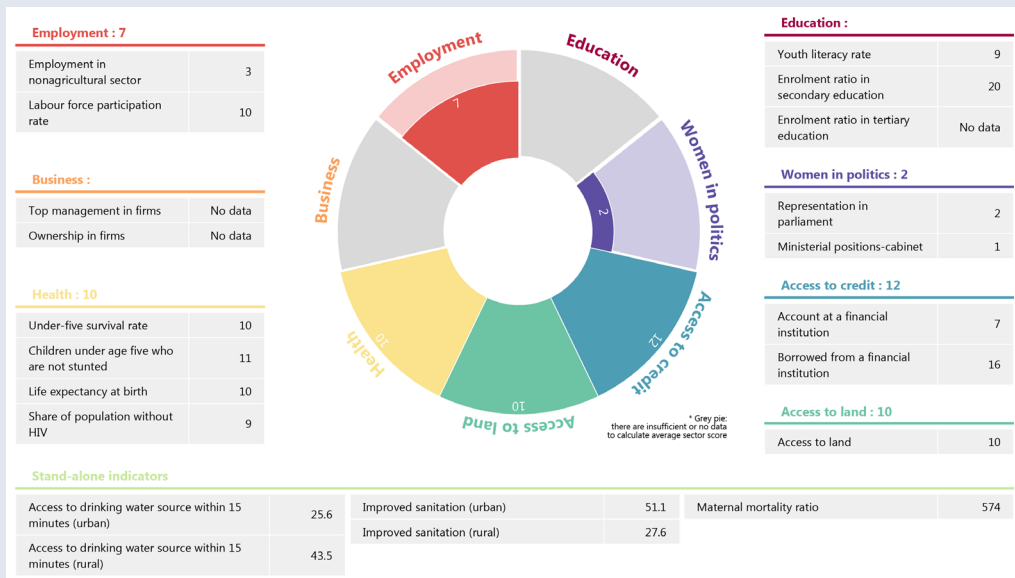 Employment : 7
Employment in
nonagricultural sector
3
Labour force participation
rate
10
Business :
Top management in firms
No data
Ownership in firms
No data
Health : 10
Under-five survival rate
10
Children under age five who
are not stunted
11
Life expectancy at birth
10
Share of population without
HIV
9
Employment
7
Education
Women in politics
2
Access to credit
12
Access to land
10
Health
10
Business
* Grey pie:
there are insufficient or no data
to calculate average sector score
Education :
Youth literacy rate
9
Enrolment ratio in
secondary education
20
Enrolment ratio in tertiary
education
No data
Women in politics : 2
Representation in
parliament
2
Ministerial positions-cabinet
1
Access to credit : 12
Account at a financial
institution
7
Borrowed from a financial
institution
16
Access to land : 10
Access to land
10
Stand-alone indicators
Access to drinking water source within 15
minutes (urban)
25.6
Access to drinking water source within 15
minutes (rural)
43.5
Improved sanitation (urban)
51.1
Improved sanitation (rural)
27.6
Maternal mortality ratio
574